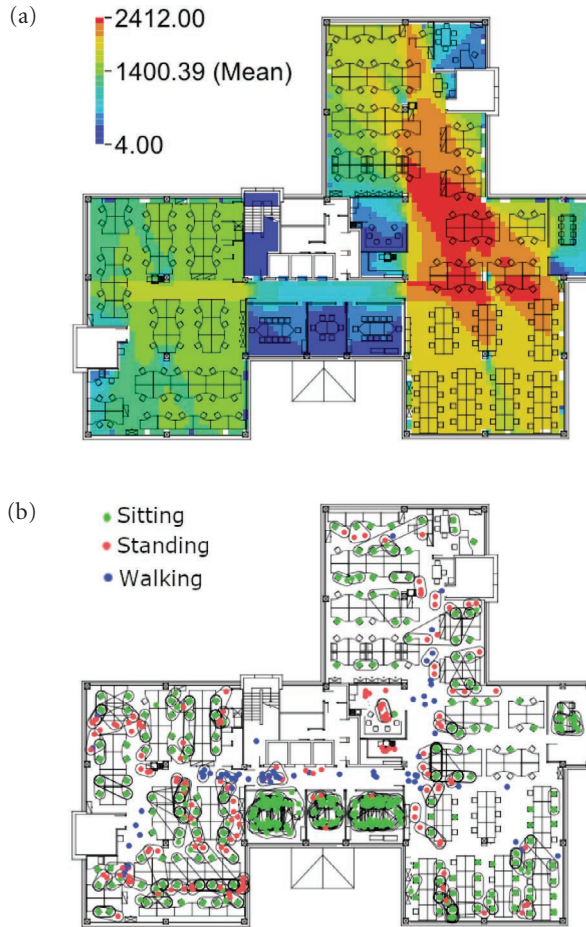 (a)
2412.00
1400.39 (Mean)
4.00
(b)
Sitting
Standing
Walking